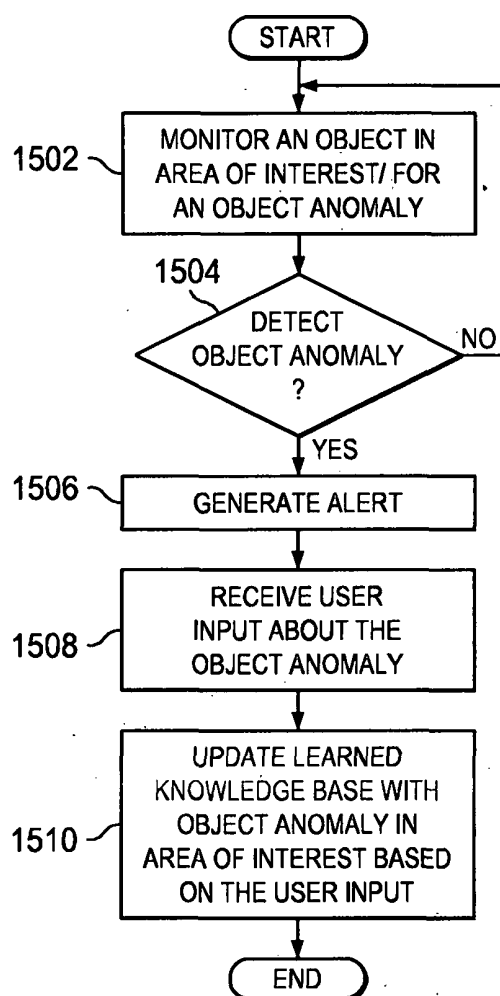 START
1502
MONITOR AN OBJECT IN
AREA OF INTEREST/ FOR
AN OBJECT ANOMALY
1504
DETECT
OBJECT ANOMALY
?
NO
YES
1506
GENERATE ALERT
1508
RECEIVE USER
INPUT ABOUT THE
OBJECT ANOMALY
1510
UPDATE LEARNED
KNOWLEDGE BASE WITH
OBJECT ANOMALY IN
AREA OF INTEREST BASED
ON THE USER INPUT
END